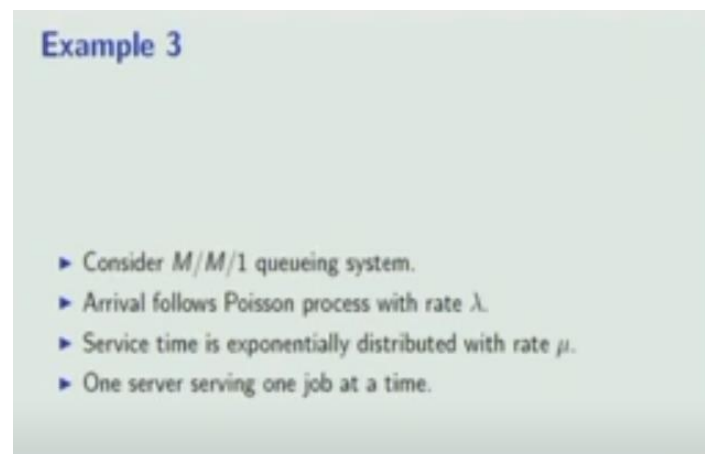 Example 3
▶ Consider M/M/1 queueing system.
▶ Arrival follows Poisson process with rate λ.
▶ Service time is exponentially distributed with rate μ.
▶ One server serving one job at a time.